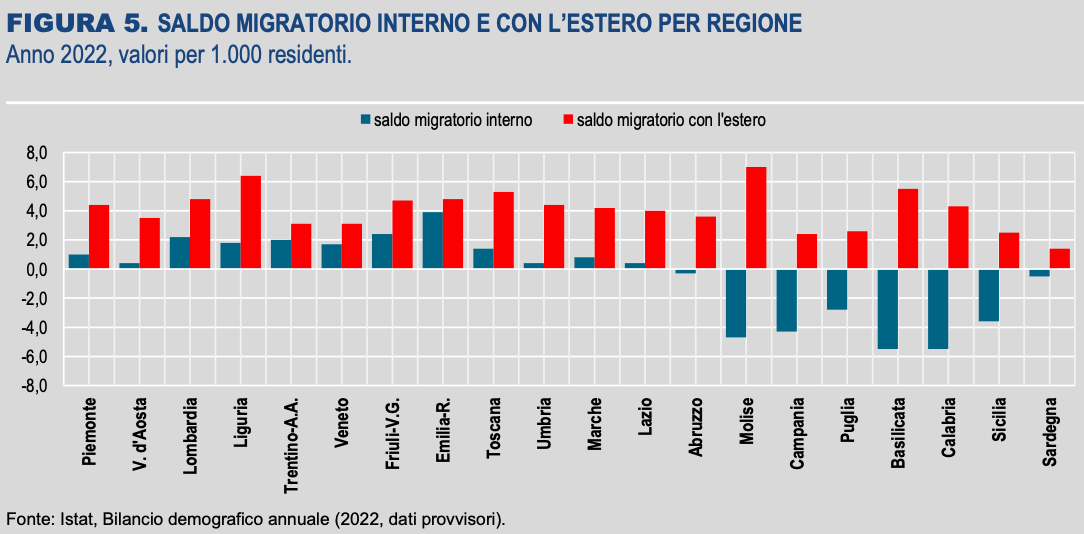 FIGURA 5. SALDO MIGRATORIO INTERNO E CON L’ESTERO PER REGIONE
Anno 2022, valori per 1.000 residenti.
saldo migratorio interno
saldo migratorio con l'estero
8,0
6,0
4,0
2,0
0,0
-2,0
-4,0
-6,0
-8,0
Piemonte
V. d'Aosta
Lombardia
Liguria
Trentino-A.A.
Veneto
Friuli-V.G.
Emilia-R.
Toscana
Umbria
Marche
Lazio
Abruzzo
Molise
Campania
Puglia
Basilicata
Calabria
Sicilia
Sardegna
Fonte: Istat, Bilancio demografico annuale (2022, dati provvisori).